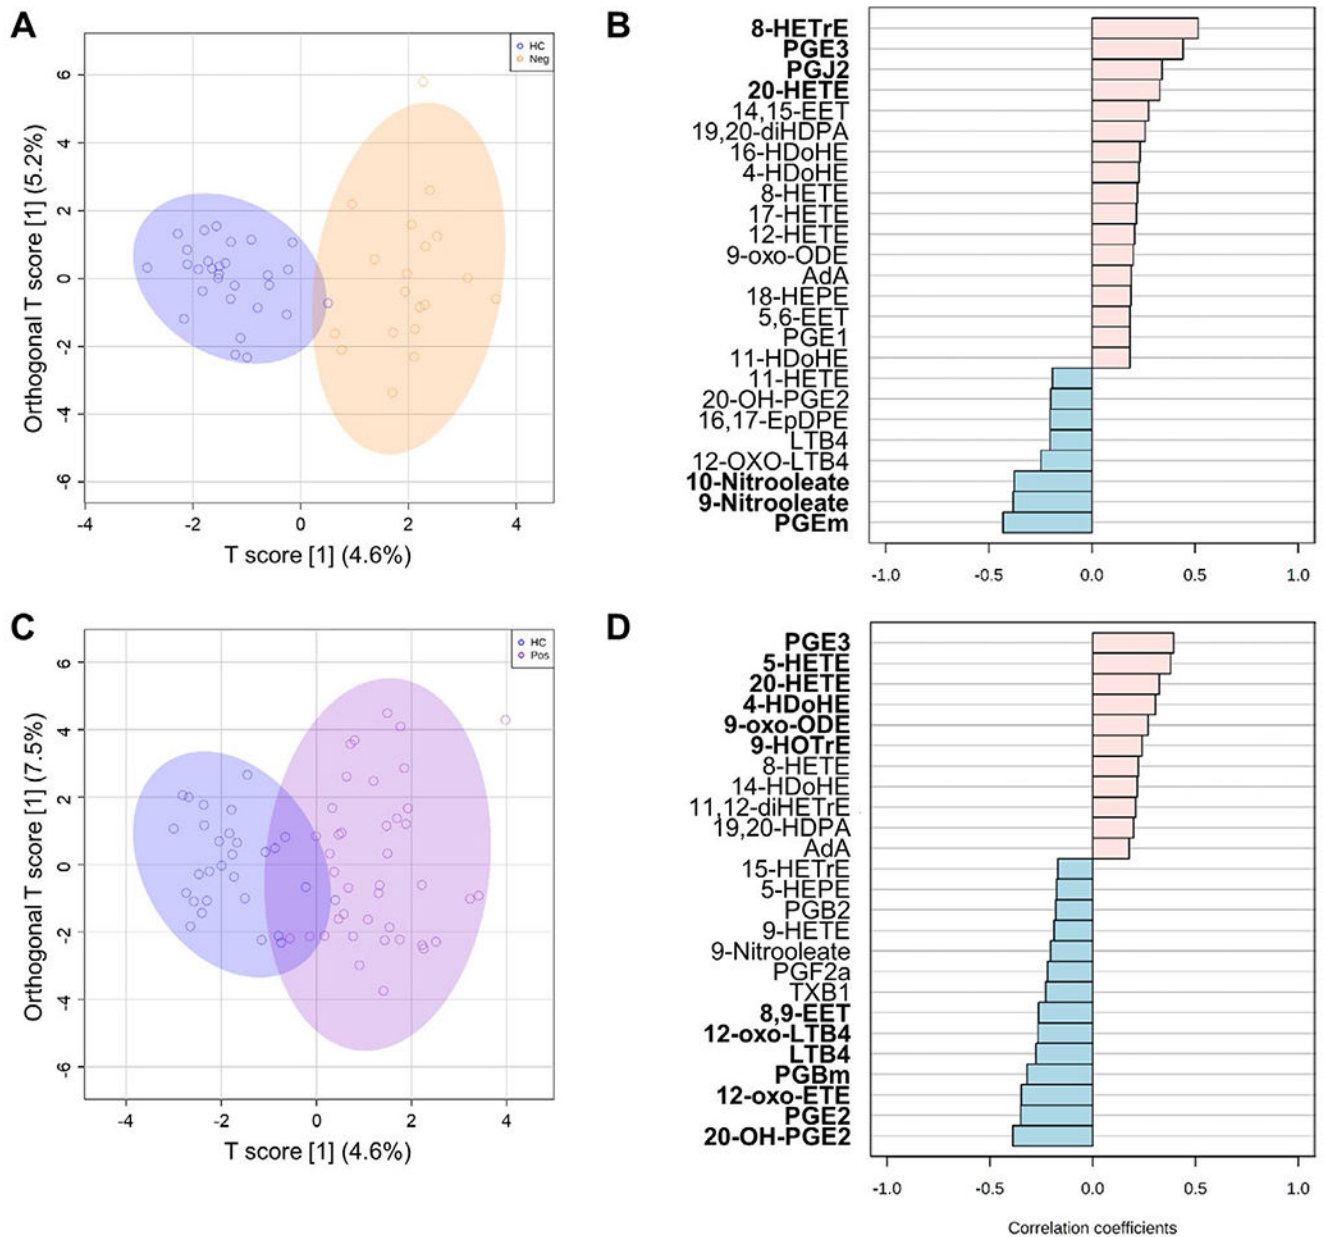 A
HC
Neg
Orthogonal T score [1] (5.2%)
6
4
2
0
-2
-4
-6
-4
-2
0
2
4
T score [1] (4.6%)
B
8-HETrE
PGE3
PGJ2
20-HETE
14,15-EET
19,20-diHDPA
16-HDoHE
4-HDoHE
8-HETE
17-HETE
12-HETE
9-oxo-ODE
AdA
18-HEPE
5,6-EET
PGE1
11-HDoHE
11-HETE
20-OH-PGE2
16,17-EpDPE
LTB4
12-OXO-LTB4
10-Nitrooleate
9-Nitrooleate
PGEm
-1.0
-0.5
0.0
0.5
1.0
C
HC
Pos
Orthogonal T score [1] (7.5%)
6
4
2
0
-2
-4
-6
-4
-2
0
2
4
T score [1] (4.6%)
D
PGE3
5-HETE
20-HETE
4-HDoHE
9-oxo-ODE
9-HOTrE
8-HETE
14-HDoHE
11,12-diHETrE
19,20-HDPA
AdA
15-HETrE
5-HEPE
PGB2
9-HETE
9-Nitrooleate
PGF2a
TXB1
8,9-EET
12-oxo-LTB4
LTB4
PGBm
12-oxo-ETE
PGE2
20-OH-PGE2
-1.0
-0.5
0.0
0.5
1.0
Correlation coefficients